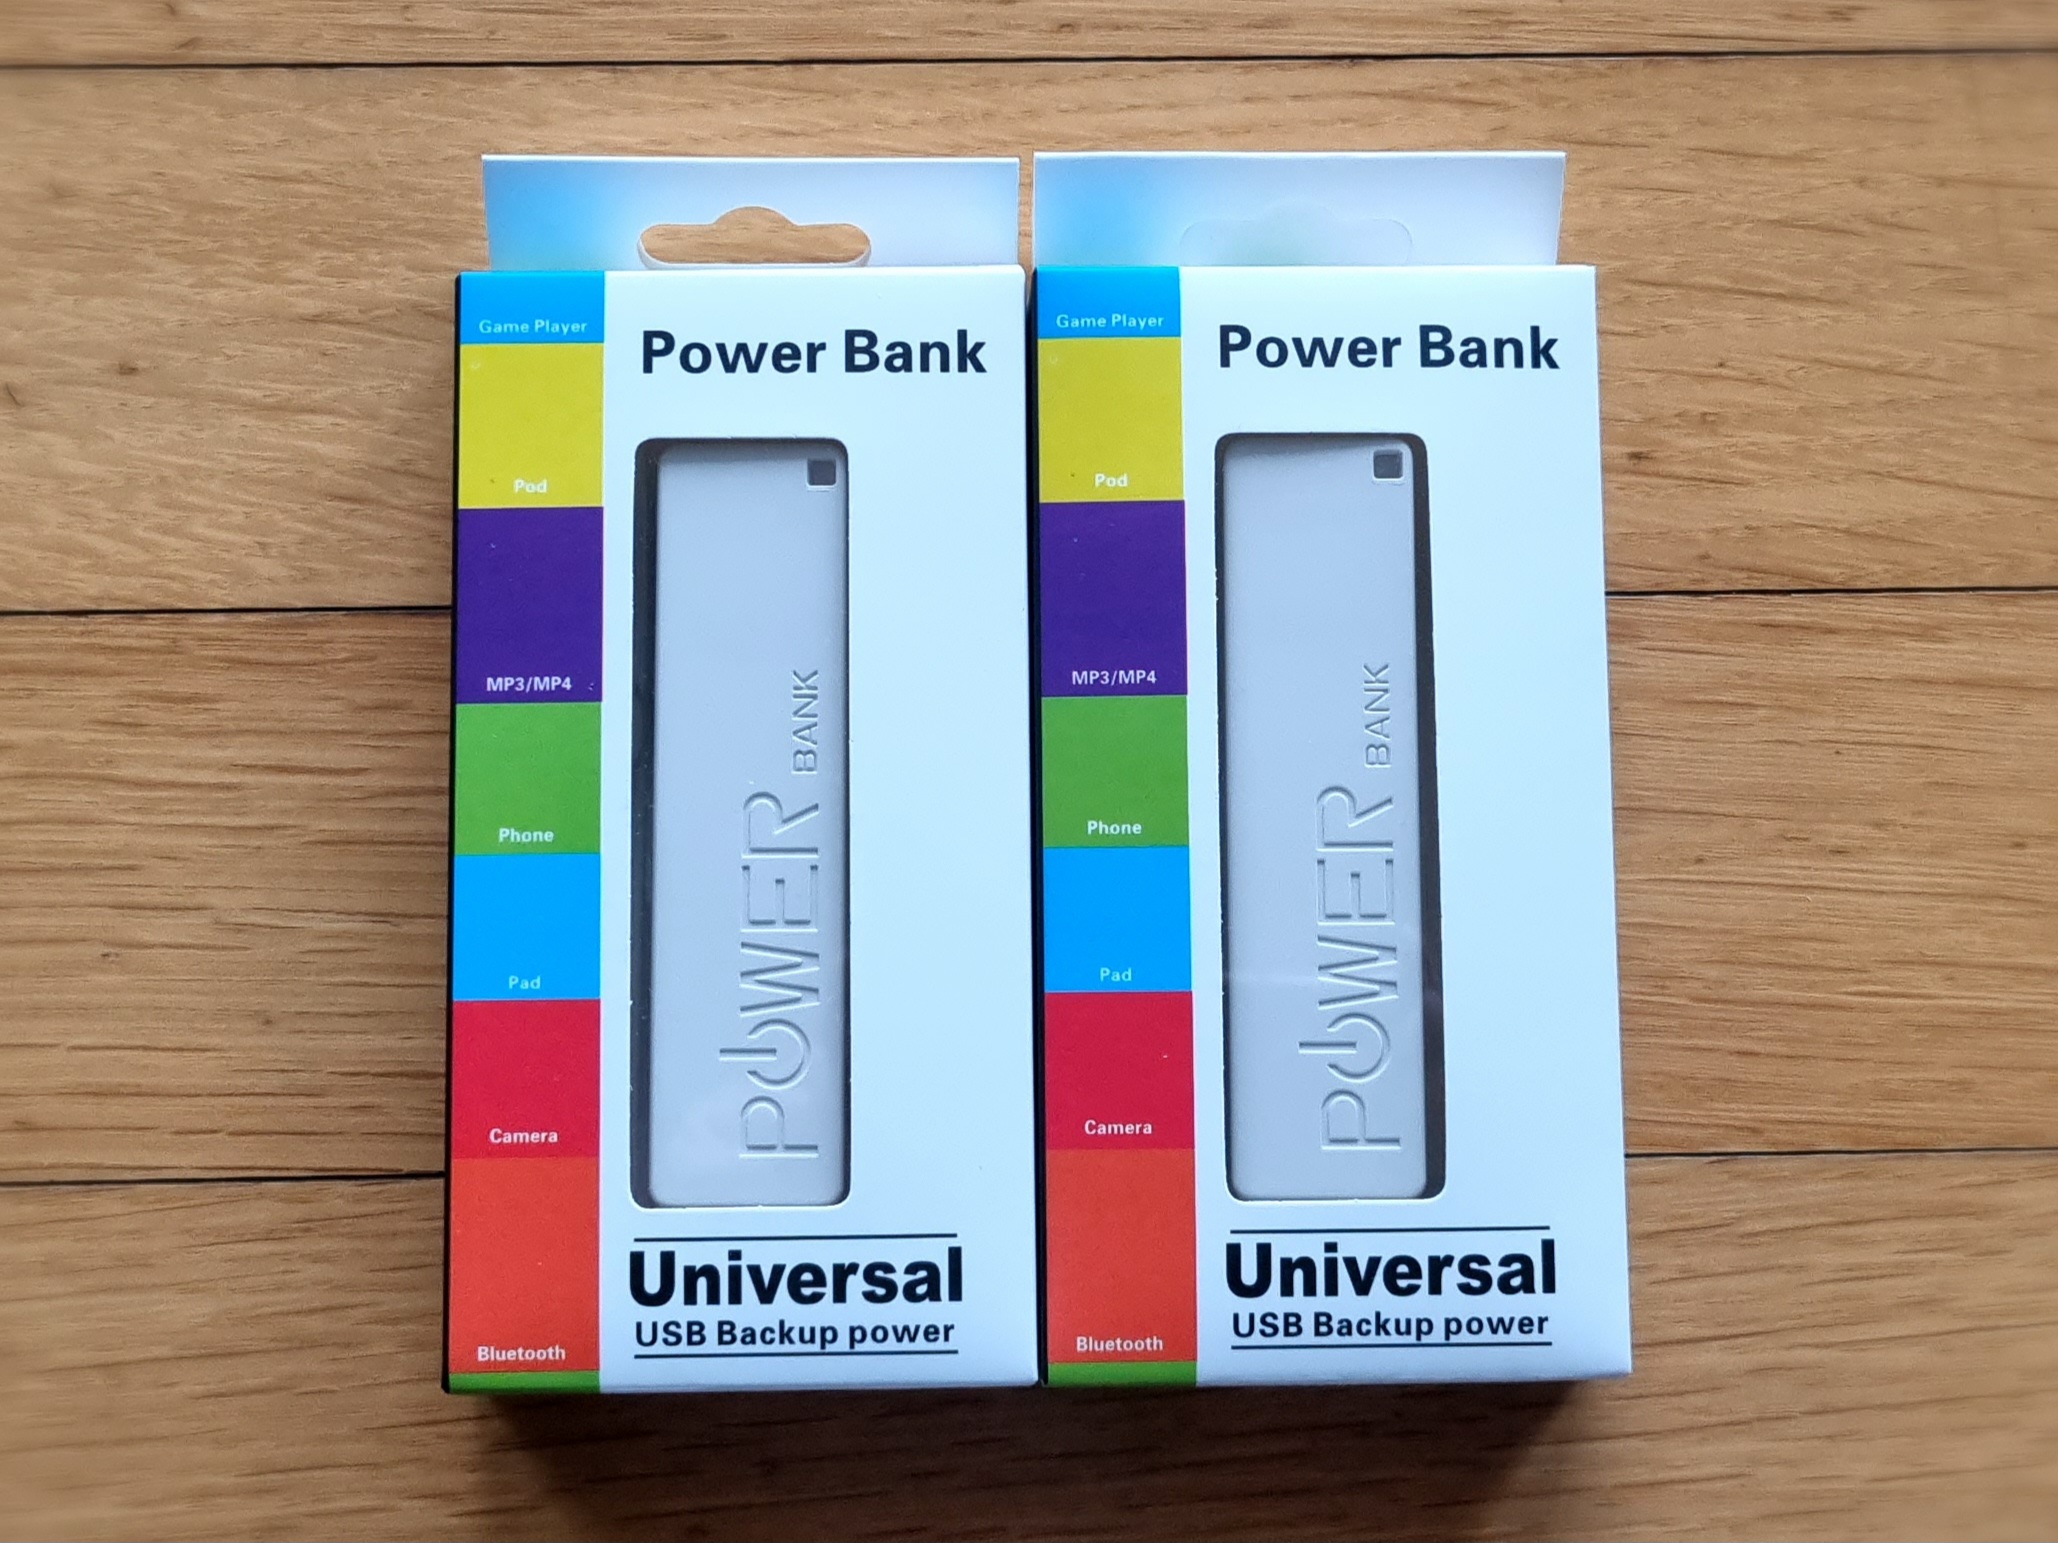 Power Bank
Game Player
Pod
MP3/MP4
Phone
Pad
Camera
Bluetooth
POWER BANK
Universal
USB Backup power
Power Bank
Game Player
Pod
MP3/MP4
Phone
Pad
Camera
Bluetooth
POWER BANK
Universal
USB Backup power